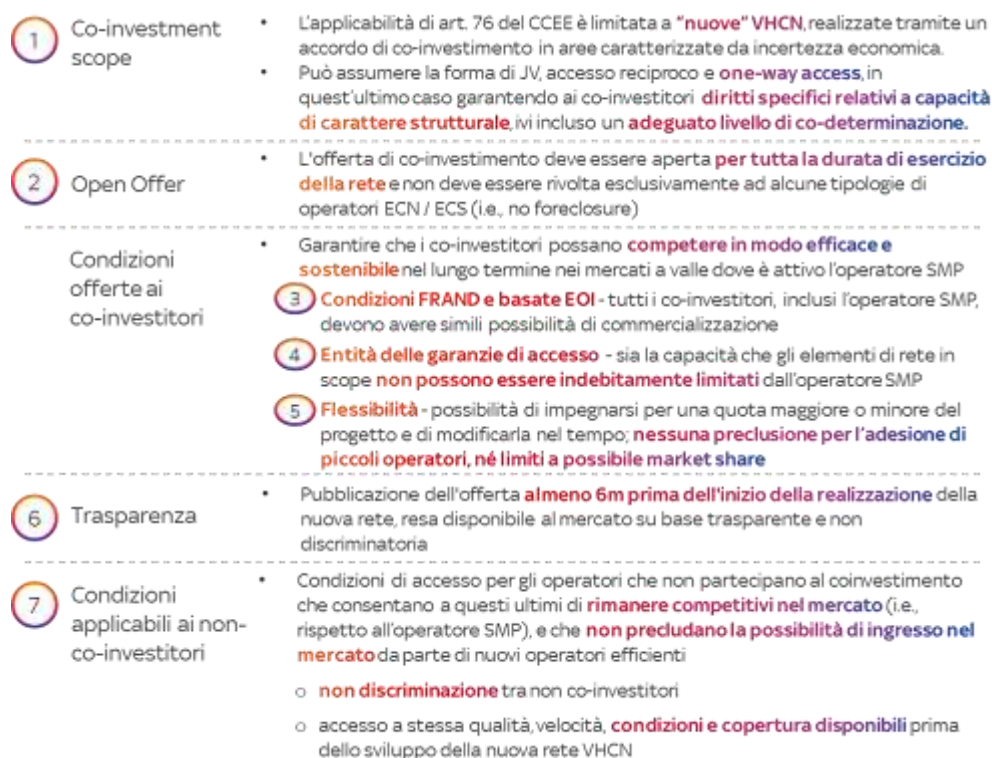 1
Co-investment
scope
• L'applicabilità di art. 76 del CCEE è limitata a "nuove" VHCN, realizzate tramite un
accordo di co-investimento in aree caratterizzate da incertezza economica.
• Può assumere la forma di JV, accesso reciproco e one-way access, in
quest'ultimo caso garantendo ai co-investitori diritti specifici relativi a capacità
di carattere strutturale, ivi incluso un adeguato livello di co-determinazione.
2
Open Offer
• L'offerta di co-investimento deve essere aperta per tutta la durata di esercizio
della rete e non deve essere rivolta esclusivamente ad alcune tipologie di
operatori ECN / ECS (i.e., no foreclosure)
Condizioni
offerte ai
co-investitori
• Garantire che i co-investitori possano competere in modo efficace e
sostenibile nel lungo termine nei mercati a valle dove è attivo l'operatore SMP
3 Condizioni FRAND e basate EOI - tutti i co-investitori, inclusi l'operatore SMP,
devono avere simili possibilità di commercializzazione
4 Entità delle garanzie di accesso - sia la capacità che gli elementi di rete in
scope non possono essere indebitamente limitati dall'operatore SMP
5 Flessibilità - possibilità di impegnarsi per una quota maggiore o minore del
progetto e di modificarla nel tempo; nessuna preclusione per l'adesione di
piccoli operatori, né limiti a possibile market share
6
Trasparenza
• Pubblicazione dell'offerta almeno 6m prima dell'inizio della realizzazione della
nuova rete, resa disponibile al mercato su base trasparente e non
discriminatoria
7
Condizioni
applicabili ai non-
co-investitori
• Condizioni di accesso per gli operatori che non partecipano al coinvestimento
che consentano a questi ultimi di rimanere competitivi nel mercato (i.e.,
rispetto all'operatore SMP), e che non precludano la possibilità di ingresso nel
mercato da parte di nuovi operatori efficienti
o non discriminazione tra non co-investitori
o accesso a stessa qualità, velocità, condizioni e copertura disponibili prima
dello sviluppo della nuova rete VHCN